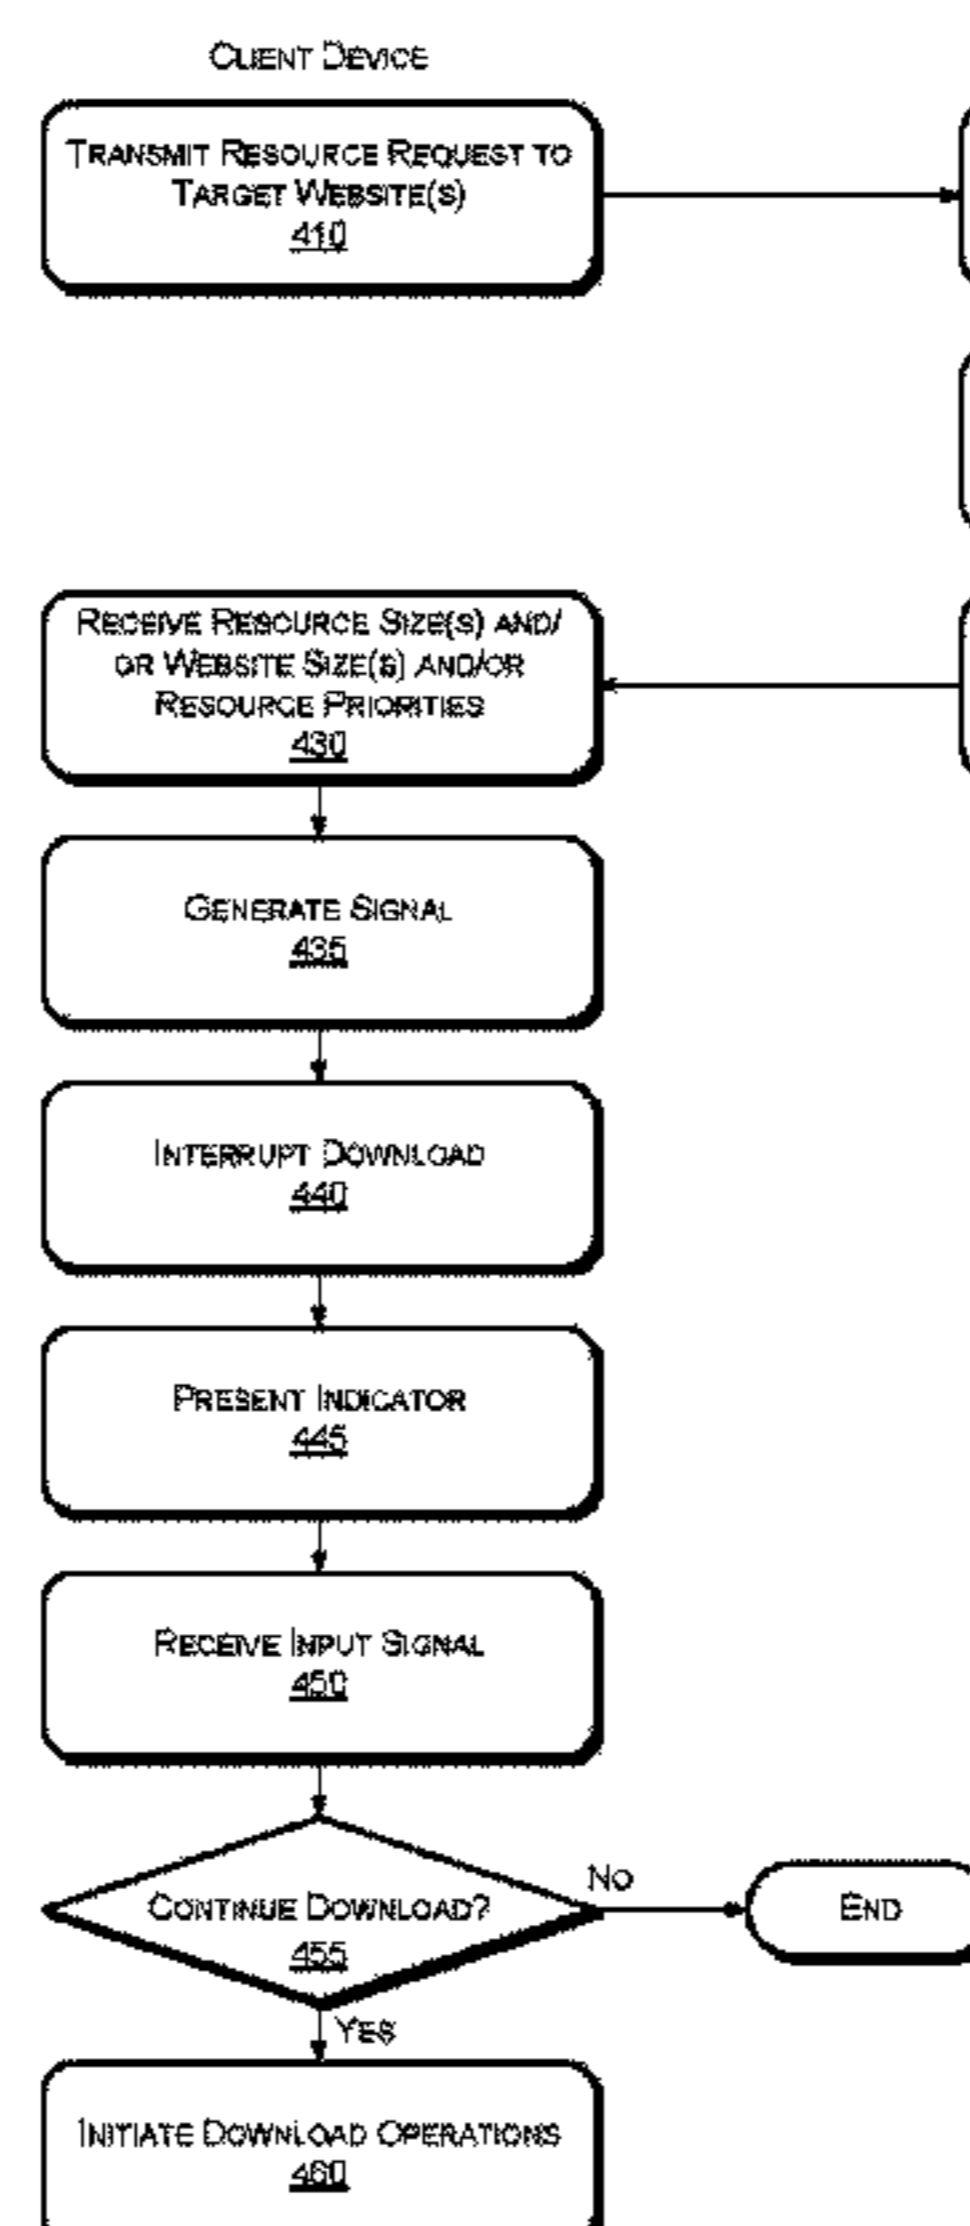 CLIENT DEVICE
TRANSMIT RESOURCE REQUEST TO
TARGET WEBSITE(S)
410
RECEIVE RESOURCE SIZE(S) AND/
OR WEBSITE SIZE(S) AND/OR
RESOURCE PRIORITIES
430
GENERATE SIGNAL
435
INTERRUPT DOWNLOAD
440
PRESENT INDICATOR
445
RECEIVE INPUT SIGNAL
450
CONTINUE DOWNLOAD?
455
NO
END
YES
INITIATE DOWNLOAD OPERATIONS
460